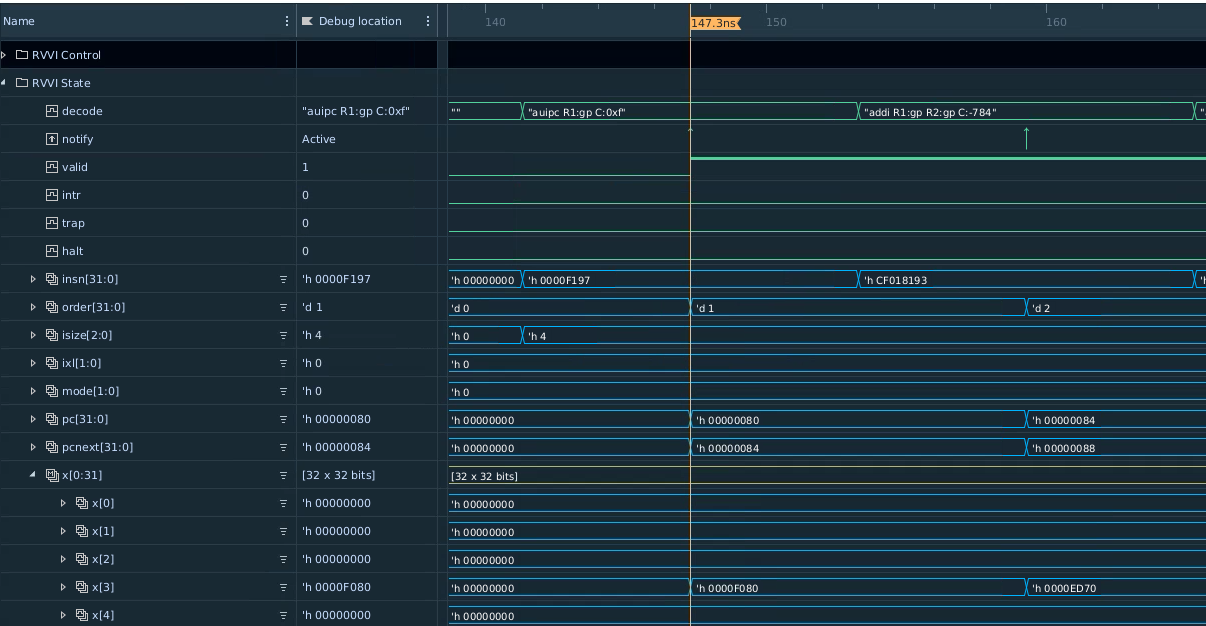 Name Debug location 140 147.3ns 150 160
RVVI Control
RVVI State
decode "auipc R1:gp C:0xf" "" "auipc R1:gp C:0xf" "addi R1:gp R2:gp C:-784"
notify Active
valid 1
intr 0
trap 0
halt 0
insn[31:0] 'h 0000F197 'h 00000000 'h 0000F197 'h CF018193 'h
order[31:0] 'd 1 'd 0 'd 1 'd 2
isize[2:0] 'h 4 'h 0 'h 4
ixl[1:0] 'h 0 'h 0
mode[1:0] 'h 0 'h 0
pc[31:0] 'h 00000080 'h 00000000 'h 00000080 'h 00000084
pcnext[31:0] 'h 00000084 'h 00000000 'h 00000084 'h 00000088
x[0:31] [32 x 32 bits] [32 x 32 bits]
x[0] 'h 00000000 'h 00000000
x[1] 'h 00000000 'h 00000000
x[2] 'h 00000000 'h 00000000
x[3] 'h 0000F080 'h 00000000 'h 0000F080 'h 0000ED70
x[4] 'h 00000000 'h 00000000